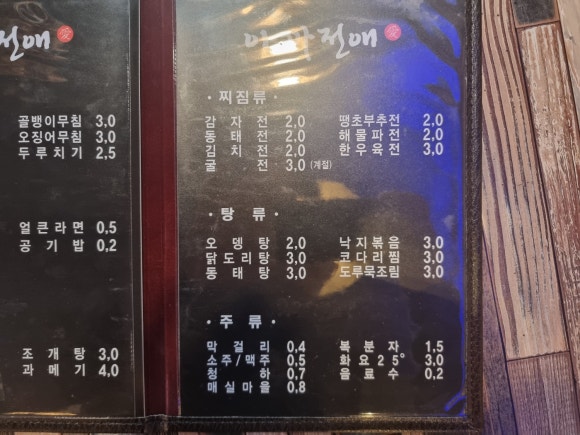 전애
골뱅이무침 3,0
오징어무침 3,0
두루치기 2,5
얼큰라면 0,5
공기밥 0,2
조개탕 3,0
과메기 4,0
전애
· 찌짐류 ·
감자전 2,0 땡초부추전 2,0
동태전 2,0 해물파전 2,0
김치전 2,0 한우육전 3,0
굴전 3,0 (계절)
· 탕류 ·
오뎅탕 2,0 낙지볶음 3,0
닭도리탕 3,0 코다리찜 3,0
동태탕 3,0 도루묵조림 3,0
· 주류 ·
막걸리 0,4 복분자 1.5
소주/맥주 0,5 화요25° 3,0
청하 0,7 음료수 0,2
매실마을 0,8